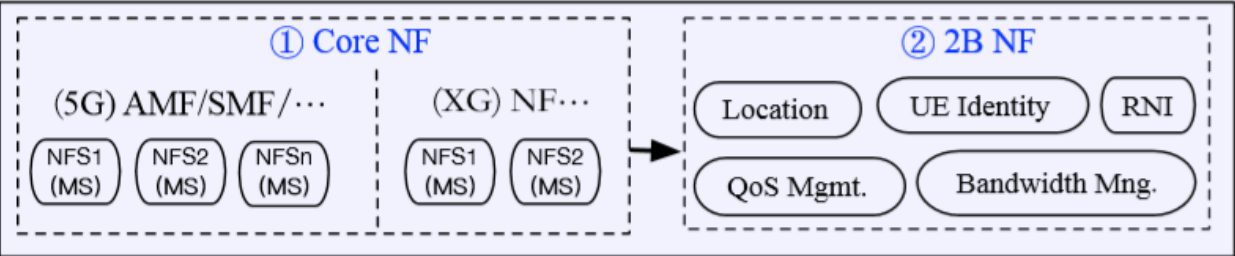 ① Core NF
(5G) AMF/SMF/⋯
NFS1
(MS)
NFS2
(MS)
NFSn
(MS)
(XG) NF⋯
NFS1
(MS)
NFS2
(MS)
② 2B NF
Location
UE Identity
RNI
QoS Mgmt.
Bandwidth Mng.